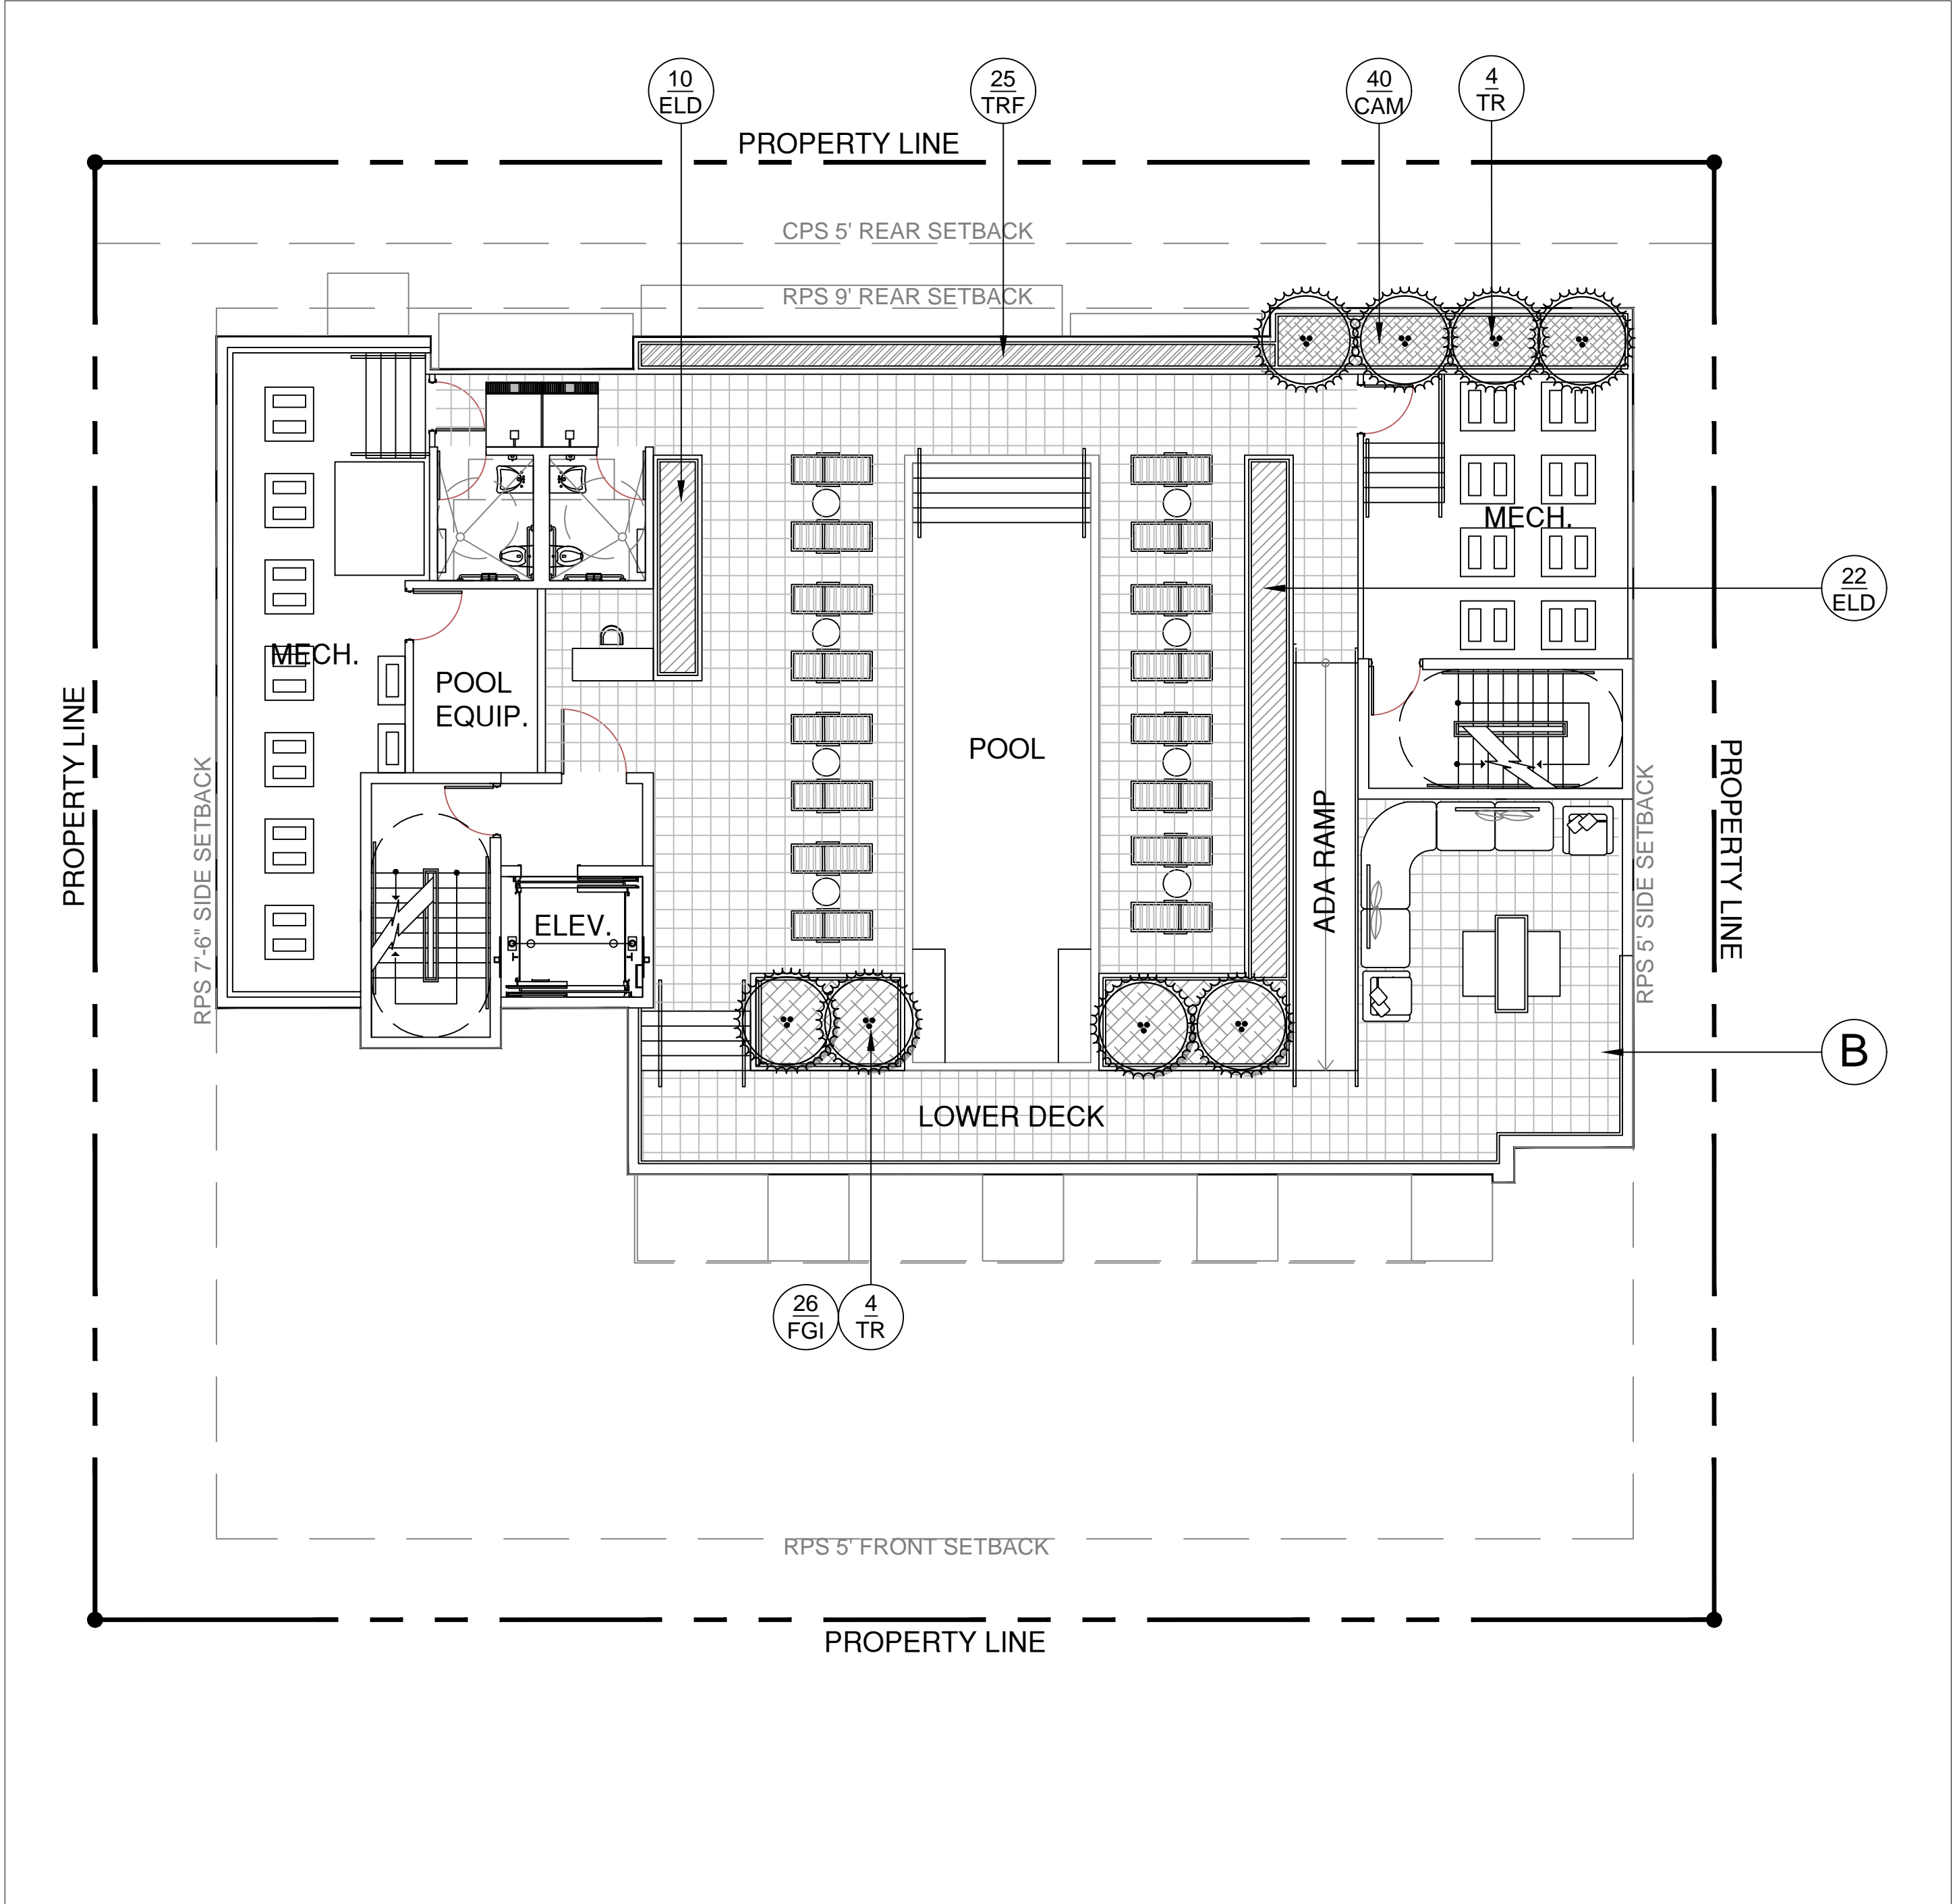 10
ELD
25
TRF
40
CAM
4
TR
PROPERTY LINE
CPS 5' REAR SETBACK
RPS 9' REAR SETBACK
MECH.
22
ELD
MECH.
POOL
EQUIP.
POOL
PROPERTY LINE
RPS 7'-6" SIDE SETBACK
ADA RAMP
RPS 5' SIDE SETBACK
PROPERTY LINE
ELEV.
B
LOWER DECK
26
FGI
4
TR
RPS 5' FRONT SETBACK
PROPERTY LINE